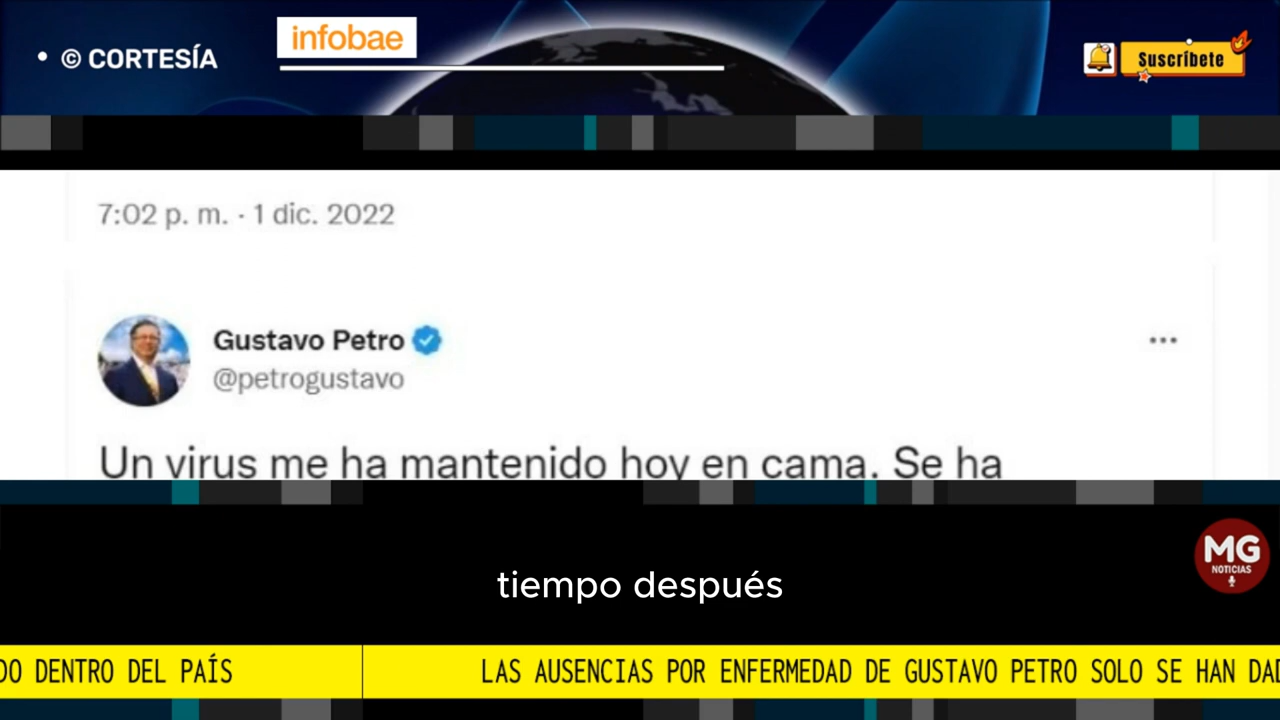 • © CORTESÍA
infobae
Suscríbete
7:02 p. m. · 1 dic. 2022
Gustavo Petro
@petrogustavo
Un virus me ha mantenido hoy en cama. Se ha
MG
NOTICIAS
tiempo después
DO DENTRO DEL PAÍS
LAS AUSENCIAS POR ENFERMEDAD DE GUSTAVO PETRO SOLO SE HAN DAD